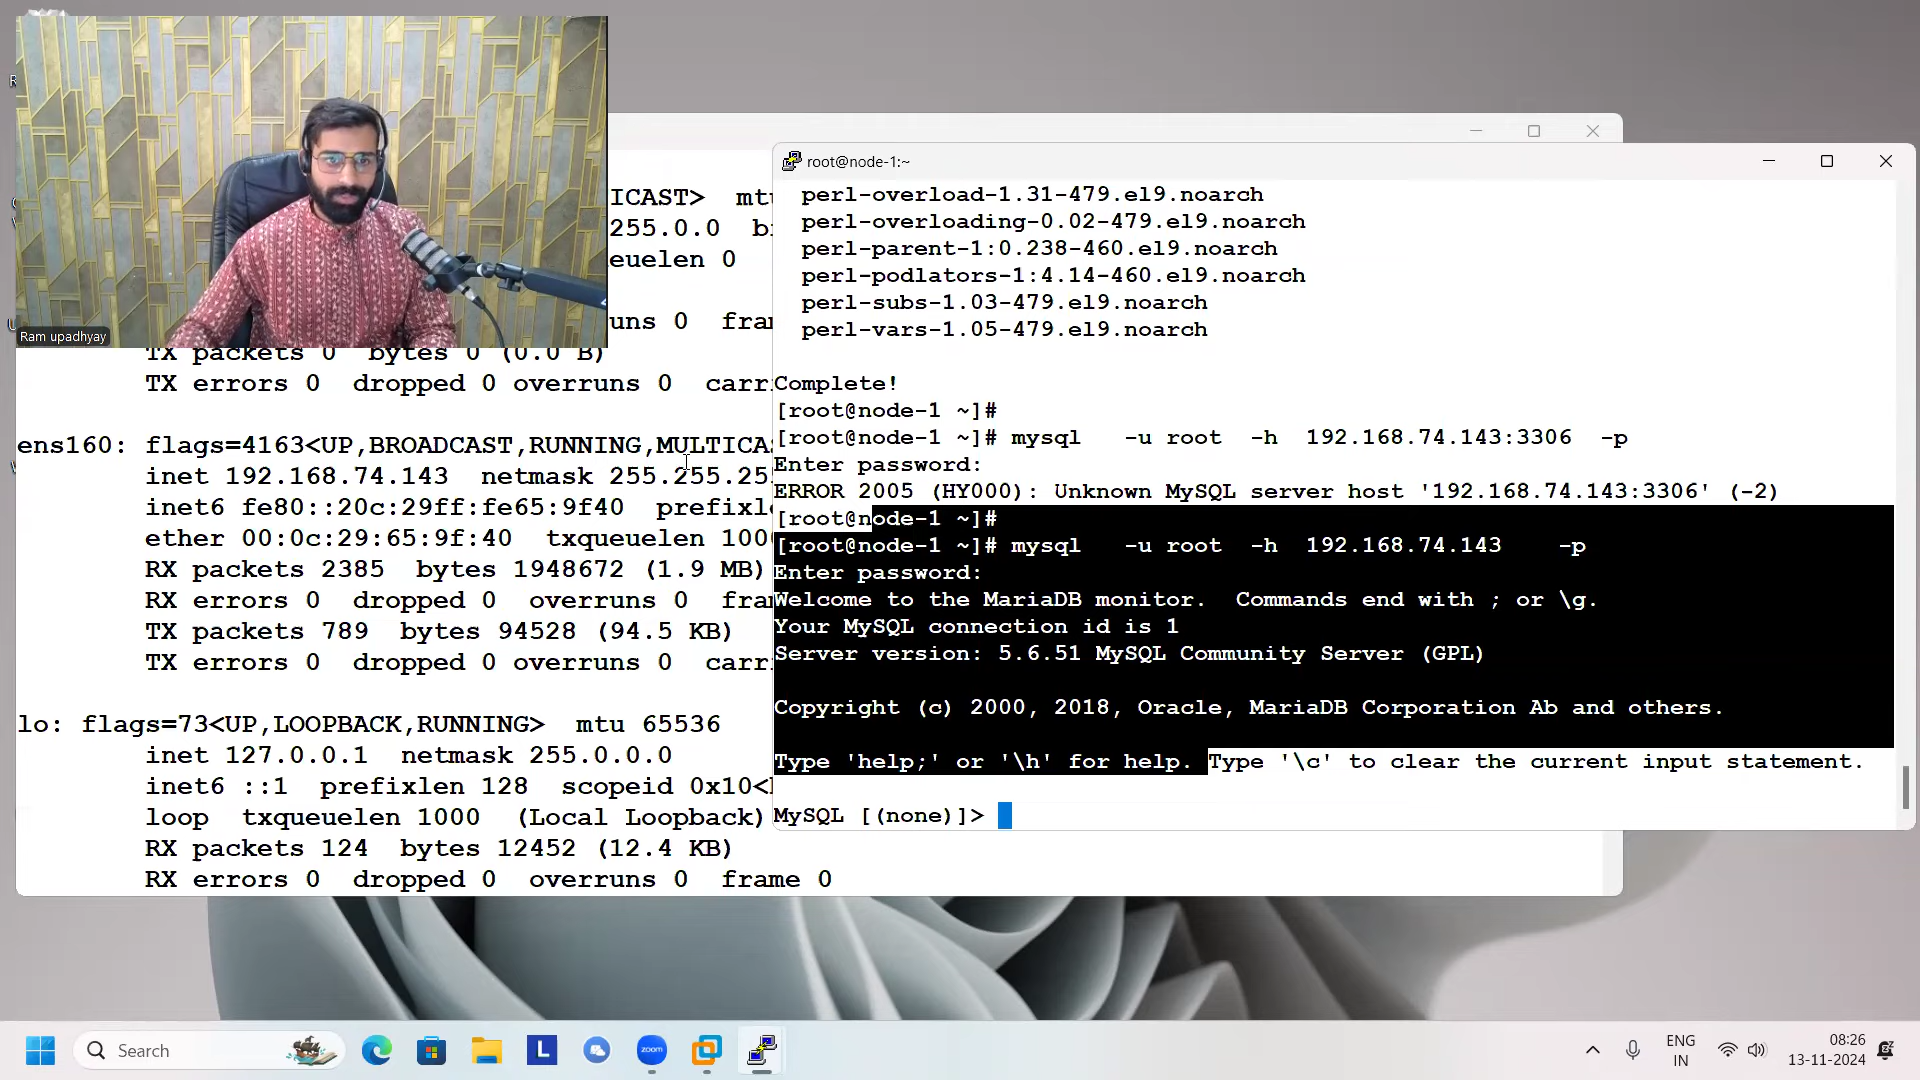 Ram upadhyay
ICAST> mtu
255.0.0 b
euelen 0
uns 0 fra
TX packets 0 bytes 0 (0.0 B)
TX errors 0 dropped 0 overruns 0 carri
ens160: flags=4163<UP,BROADCAST,RUNNING,MULTICAS
inet 192.168.74.143 netmask 255.255.25
inet6 fe80::20c:29ff:fe65:9f40 prefixl
ether 00:0c:29:65:9f:40 txqueuelen 100
RX packets 2385 bytes 1948672 (1.9 MB)
RX errors 0 dropped 0 overruns 0 fra
TX packets 789 bytes 94528 (94.5 KB)
TX errors 0 dropped 0 overruns 0 carri
lo: flags=73<UP,LOOPBACK,RUNNING> mtu 65536
inet 127.0.0.1 netmask 255.0.0.0
inet6 ::1 prefixlen 128 scopeid 0x10<
loop txqueuelen 1000 (Local Loopback)
RX packets 124 bytes 12452 (12.4 KB)
RX errors 0 dropped 0 overruns 0 frame 0
root@node-1:~
perl-overload-1.31-479.el9.noarch
perl-overloading-0.02-479.el9.noarch
perl-parent-1:0.238-460.el9.noarch
perl-podlators-1:4.14-460.el9.noarch
perl-subs-1.03-479.el9.noarch
perl-vars-1.05-479.el9.noarch
Complete!
[root@node-1 ~]#
[root@node-1 ~]# mysql -u root -h 192.168.74.143:3306 -p
Enter password:
ERROR 2005 (HY000): Unknown MySQL server host '192.168.74.143:3306' (-2)
[root@node-1 ~]#
[root@node-1 ~]# mysql -u root -h 192.168.74.143 -p
Enter password:
Welcome to the MariaDB monitor. Commands end with ; or \g.
Your MySQL connection id is 1
Server version: 5.6.51 MySQL Community Server (GPL)
Copyright (c) 2000, 2018, Oracle, MariaDB Corporation Ab and others.
Type 'help;' or '\h' for help. Type '\c' to clear the current input statement.
MySQL [(none)]>
Search
L
zoom
ENG
IN
08:26
13-11-2024